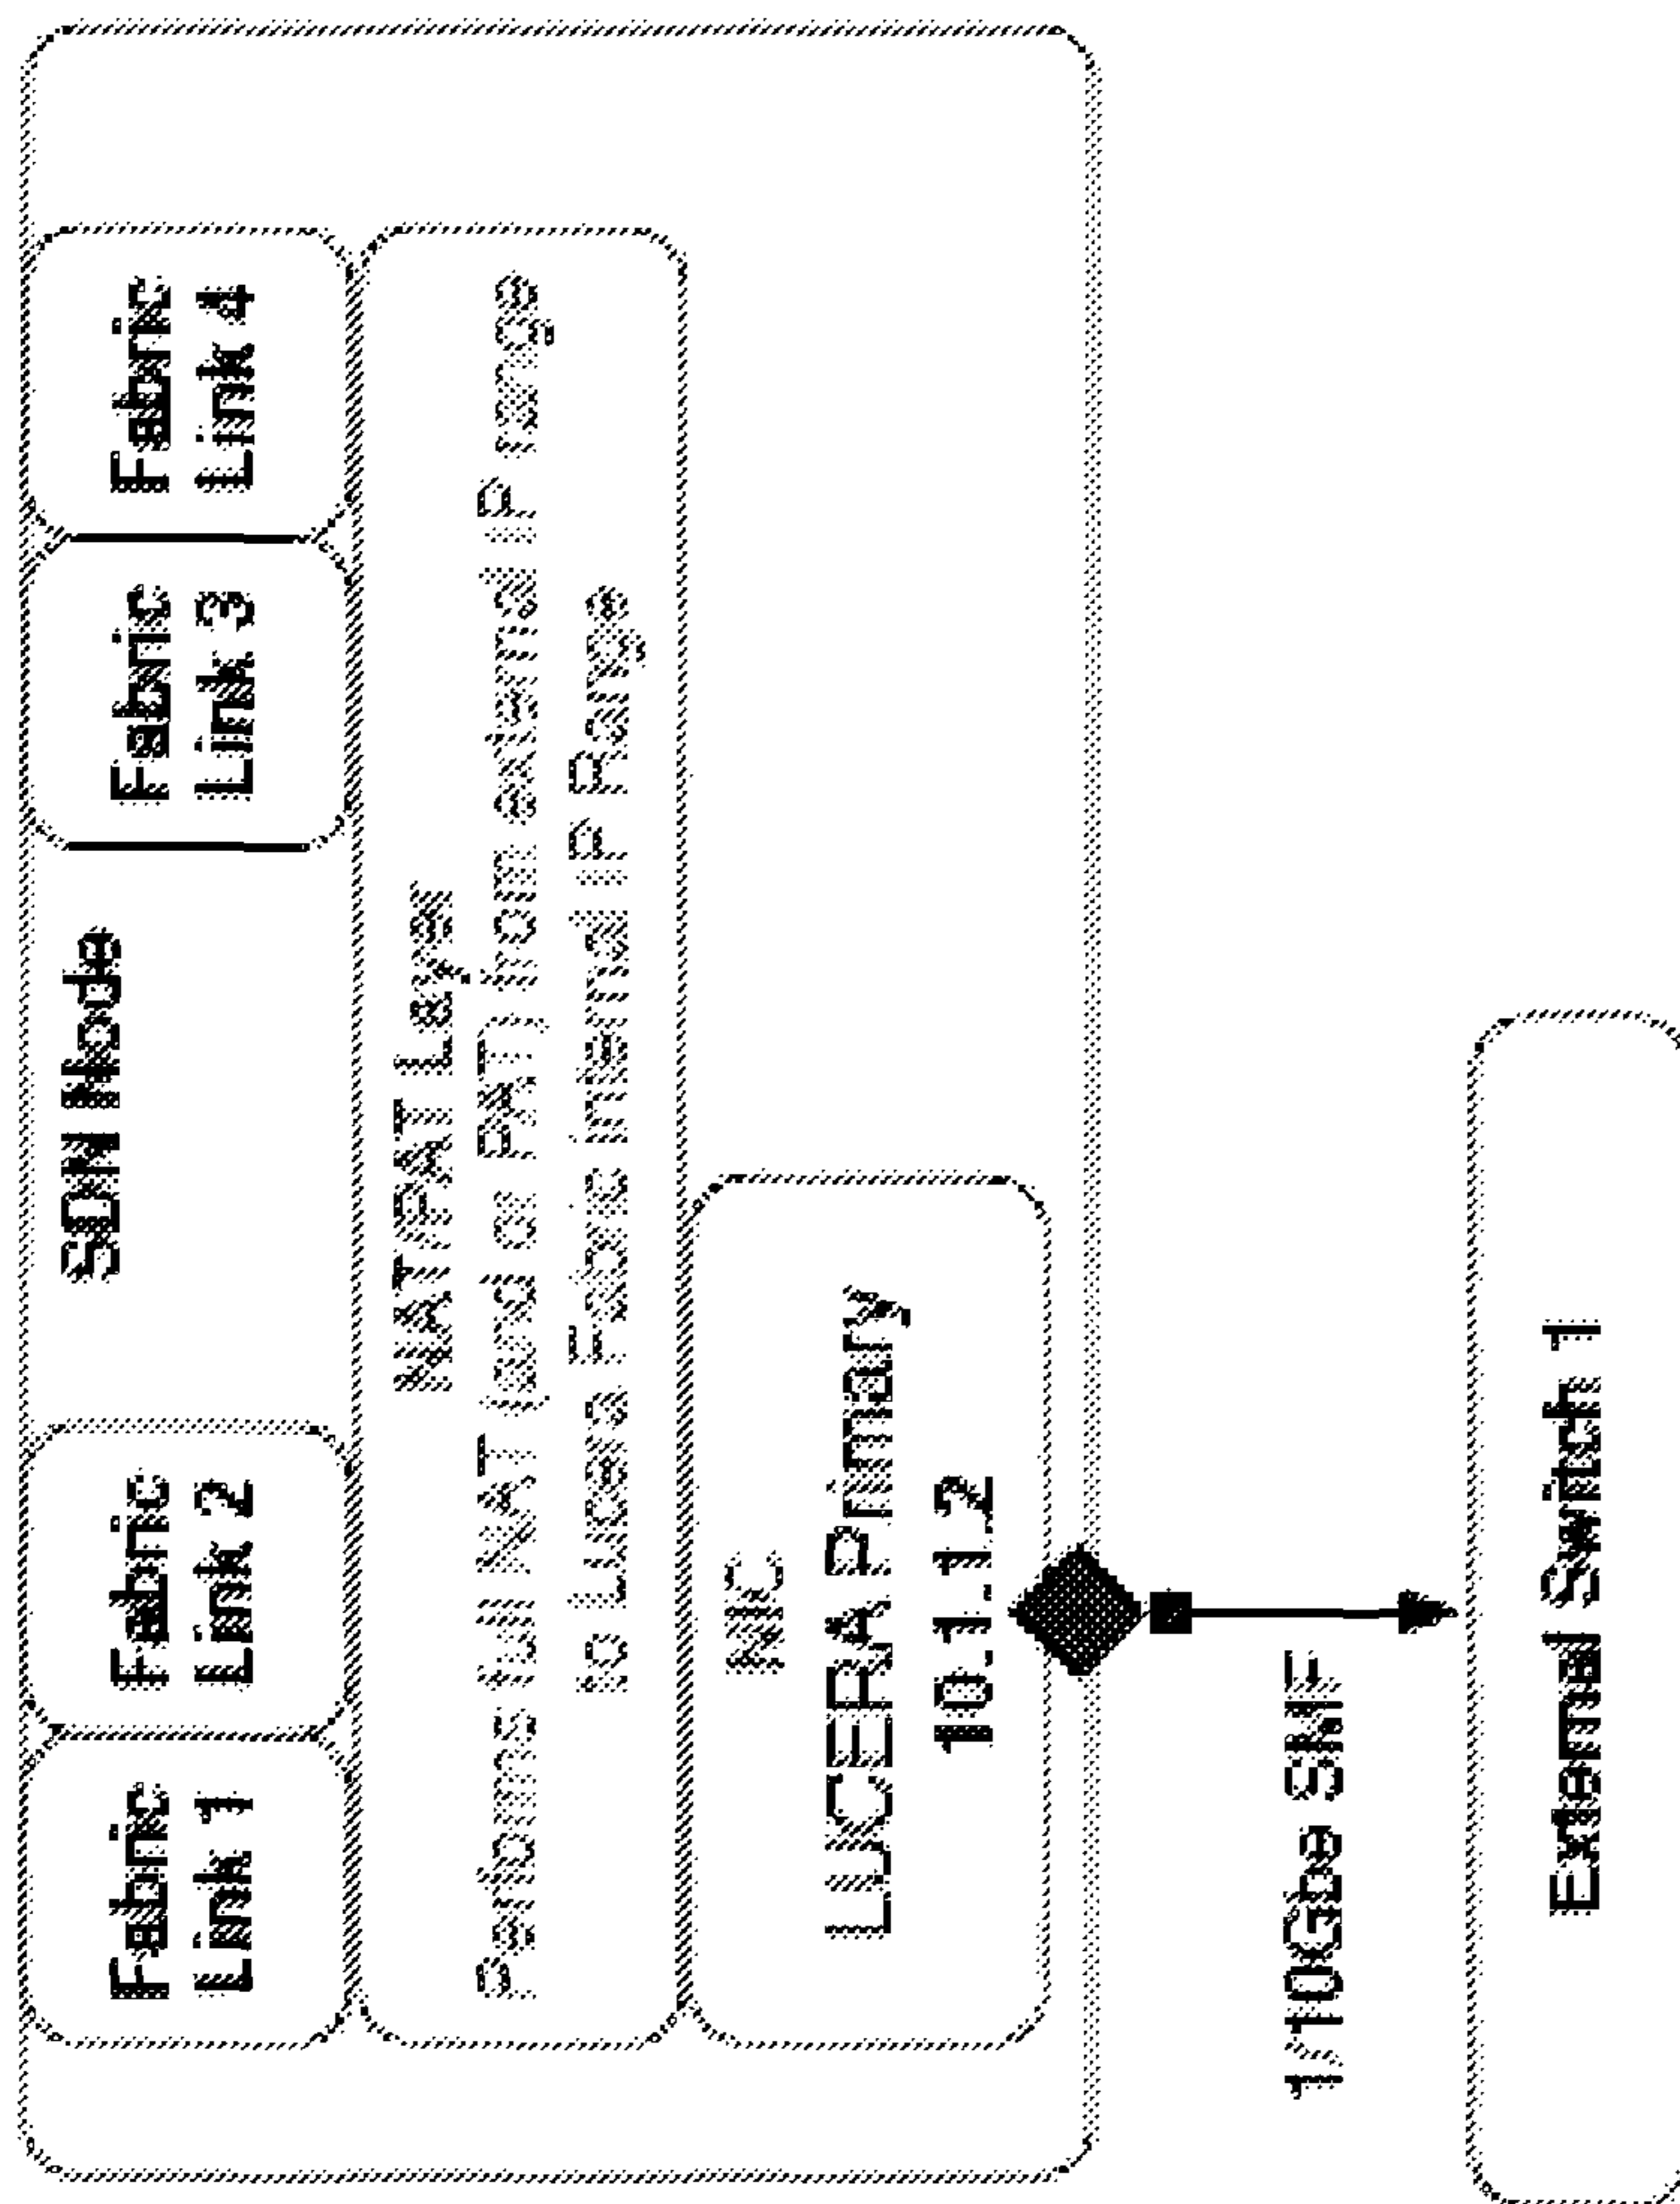 Fabric
Link 1
Fabric
Link 2
SDN Node
Fabric
Link 3
Fabric
Link 4
NAT/PAT Layer
Performs full NAT (and or PAT) from external IP range
to Lucera Fabric internal IP Range
NIC
LUCERA Primary
10.1.1.2
1/10Gbe SMF
External Switch 1